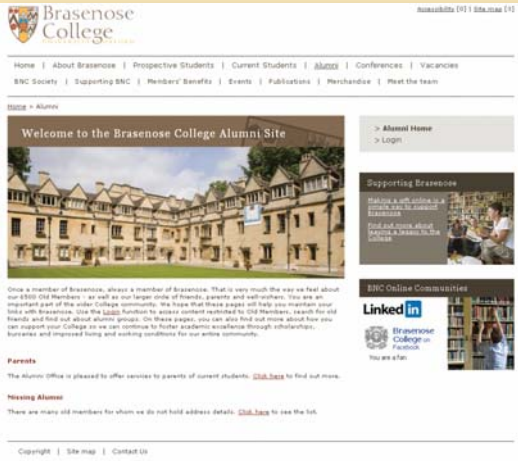 Accessibility [0] | Site map [3]
Brasenose
College
Home | About Brasenose | Prospective Students | Current Students | Alumni | Conferences | Vacancies
BNC Society | Supporting BNC | Members' Benefits | Events | Publications | Merchandise | Meet the team
Home > Alumni
Welcome to the Brasenose College Alumni Site
> Alumni Home
> Login
Supporting Brasenose
Making a gift online is a
simple way to support
Brasenose
Find out more about
leaving a legacy to the
College
BNC Online Communities
Linked in
Brasenose
College on
Facebook
You are a fan
Once a member of Brasenose, always a member of Brasenose. That is very much the way we feel about
our 6500 Old Members - as well as our larger circle of friends, parents and well-wishers. You are an
important part of the wider College community. We hope that these pages will help you maintain your
links with Brasenose. Use the Login function to access content restricted to Old Members, search for old
friends and find out about alumni groups. On these pages, you can also find out more about how you
can support your College so we can continue to foster academic excellence through scholarships,
bursaries and improved living and working conditions for our entire community.
Parents
The Alumni Office is pleased to offer services to parents of current students. Click here to find out more.
Missing Alumni
There are many old members for whom we do not hold address details. Click here to see the list.
Copyright | Site map | Contact Us